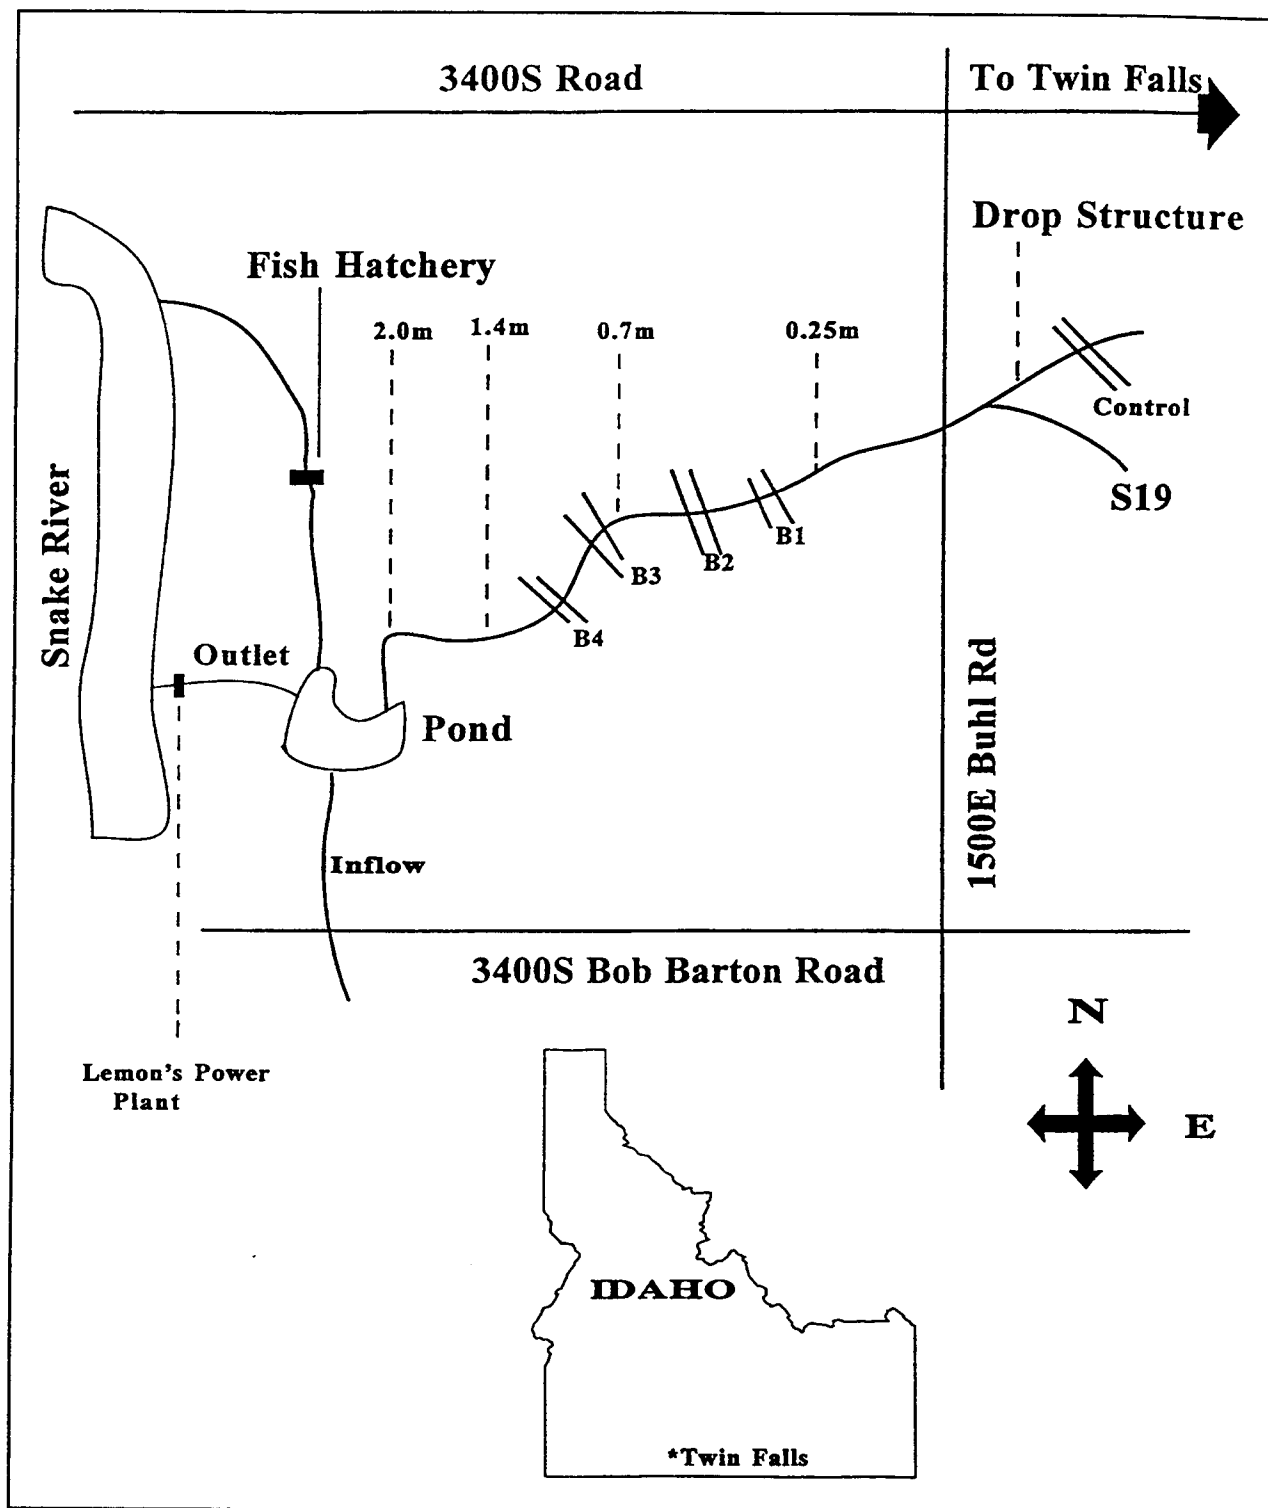 3400S Road
To Twin Falls
Drop Structure
Fish Hatchery
2.0m
1.4m
0.7m
0.25m
Control
S19
B1
B2
B3
B4
Snake River
Outlet
Pond
1500E Buhl Rd
Inflow
3400S Bob Barton Road
N
E
Lemon's Power
Plant
IDAHO
*Twin Falls